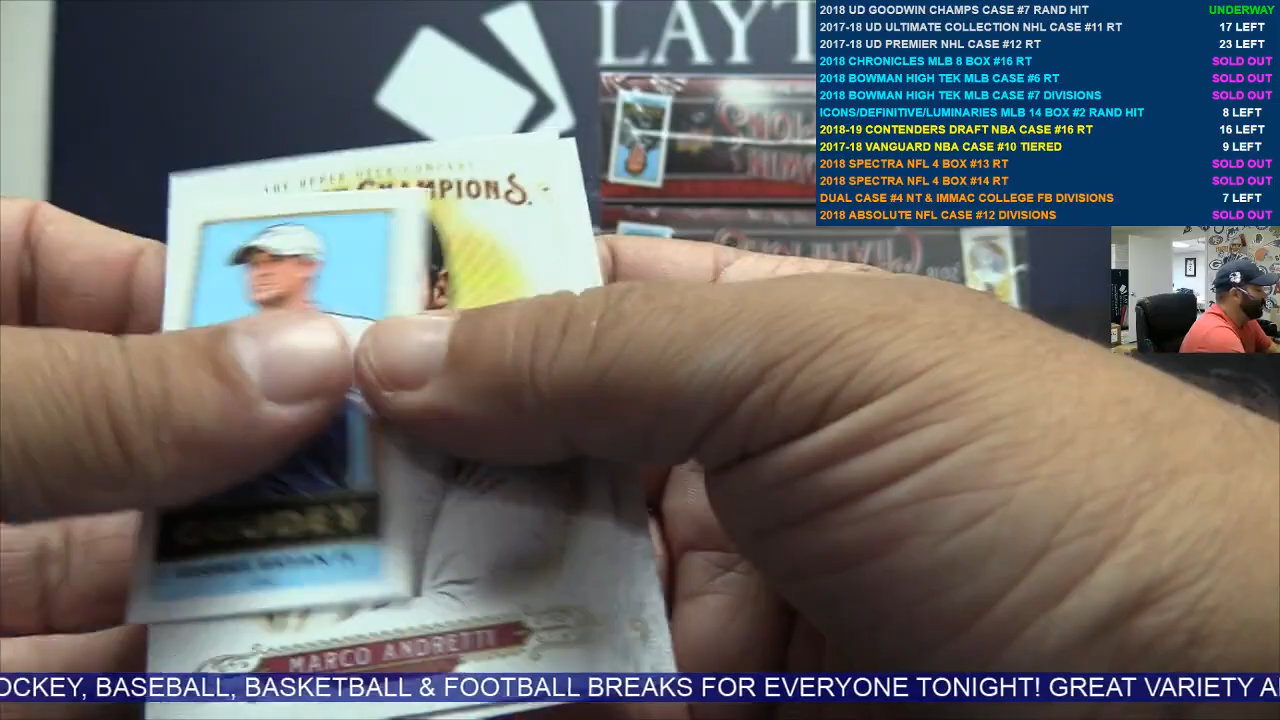 LAYT
THE UPPER DECK COMPANY
CHAMPIONS
MARCO ANDRETTI
2018 UD GOODWIN CHAMPS CASE #7 RAND HIT UNDERWAY
2017-18 UD ULTIMATE COLLECTION NHL CASE #11 RT 17 LEFT
2017-18 UD PREMIER NHL CASE #12 RT 23 LEFT
2018 CHRONICLES MLB 8 BOX #16 RT SOLD OUT
2018 BOWMAN HIGH TEK MLB CASE #6 RT SOLD OUT
2018 BOWMAN HIGH TEK MLB CASE #7 DIVISIONS SOLD OUT
ICONS/DEFINITIVE/LUMINARIES MLB 14 BOX #2 RAND HIT 8 LEFT
2018-19 CONTENDERS DRAFT NBA CASE #16 RT 16 LEFT
2017-18 VANGUARD NBA CASE #10 TIERED 9 LEFT
2018 SPECTRA NFL 4 BOX #13 RT SOLD OUT
2018 SPECTRA NFL 4 BOX #14 RT SOLD OUT
DUAL CASE #4 NT & IMMAC COLLEGE FB DIVISIONS 7 LEFT
2018 ABSOLUTE NFL CASE #12 DIVISIONS SOLD OUT
OCKEY, BASEBALL, BASKETBALL & FOOTBALL BREAKS FOR EVERYONE TONIGHT! GREAT VARIETY A